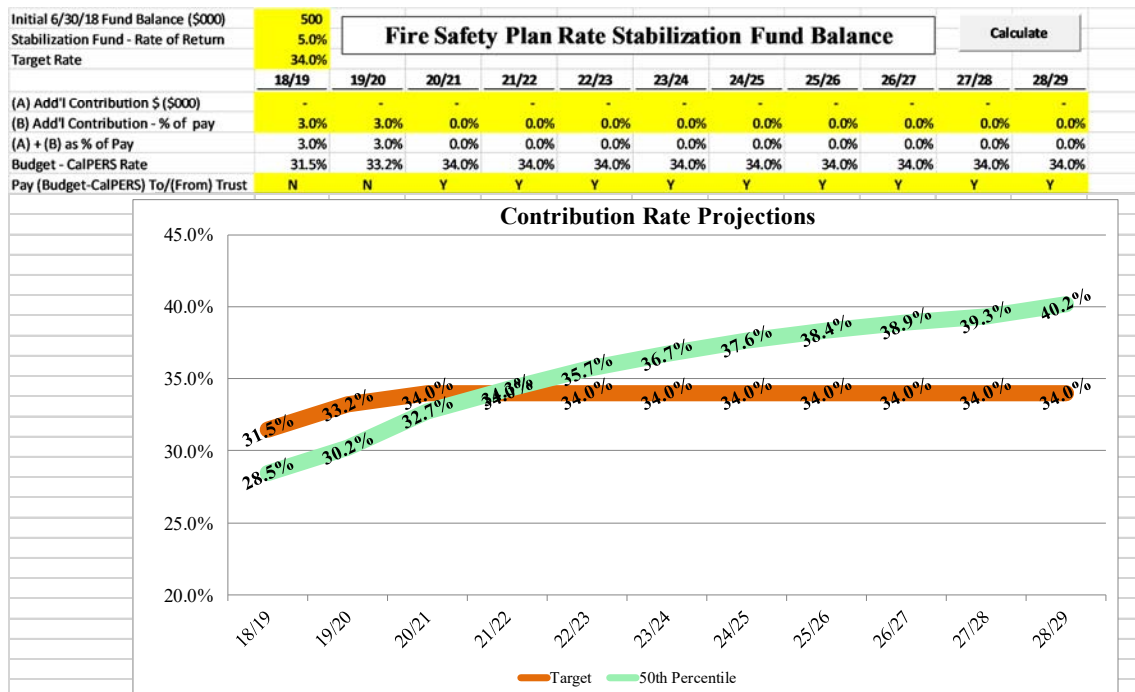 Initial 6/30/18 Fund Balance ($000) 500
Stabilization Fund - Rate of Return 5.0%
Target Rate 34.0%
Fire Safety Plan Rate Stabilization Fund Balance
Calculate
18/19 19/20 20/21 21/22 22/23 23/24 24/25 25/26 26/27 27/28 28/29
(A) Add'l Contribution $ ($000) - - - - - - - - - - -
(B) Add'l Contribution - % of pay 3.0% 3.0% 0.0% 0.0% 0.0% 0.0% 0.0% 0.0% 0.0% 0.0% 0.0%
(A) + (B) as % of Pay 3.0% 3.0% 0.0% 0.0% 0.0% 0.0% 0.0% 0.0% 0.0% 0.0% 0.0%
Budget - CalPERS Rate 31.5% 33.2% 34.0% 34.0% 34.0% 34.0% 34.0% 34.0% 34.0% 34.0% 34.0%
Pay (Budget-CalPERS) To/(From) Trust N N Y Y Y Y Y Y Y Y Y
Contribution Rate Projections
45.0%
40.0%
35.0%
30.0%
25.0%
20.0%
31.5% 33.2% 34.0% 34.0% 34.0% 34.0% 34.0% 34.0% 34.0% 34.0% 34.0%
28.5% 30.2% 32.7% 34.3% 35.7% 36.7% 37.6% 38.4% 38.9% 39.3% 40.2%
18/19 19/20 20/21 21/22 22/23 23/24 24/25 25/26 26/27 27/28 28/29
Target 50th Percentile